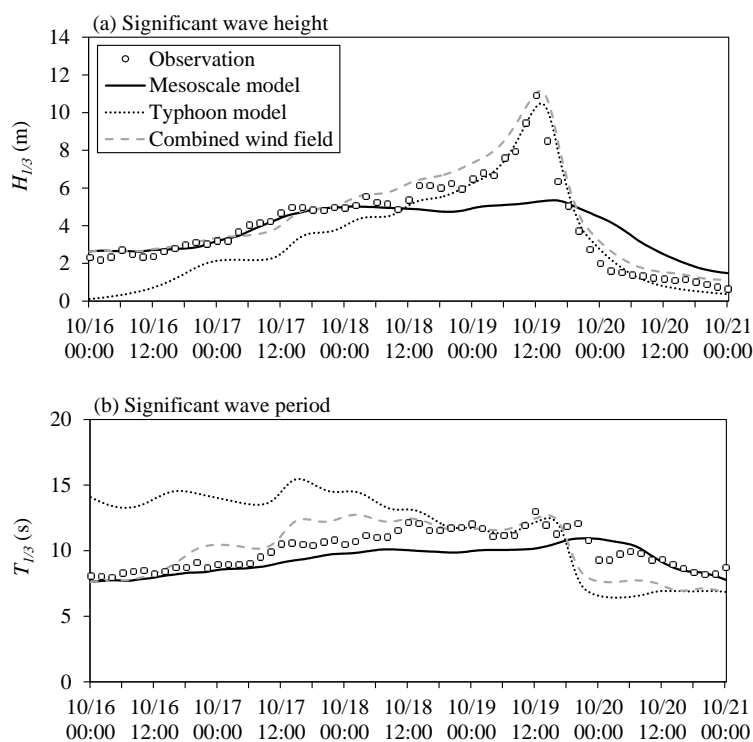 (a) Significant wave height
14
12
10
8
6
4
2
0
H1/3 (m)
Observation
Mesoscale model
Typhoon model
Combined wind field
10/16 10/16 10/17 10/17 10/18 10/18 10/19 10/19 10/20 10/20 10/21
00:00 12:00 00:00 12:00 00:00 12:00 00:00 12:00 00:00 12:00 00:00
(b) Significant wave period
20
15
10
5
0
T1/3 (s)
10/16 10/16 10/17 10/17 10/18 10/18 10/19 10/19 10/20 10/20 10/21
00:00 12:00 00:00 12:00 00:00 12:00 00:00 12:00 00:00 12:00 00:00